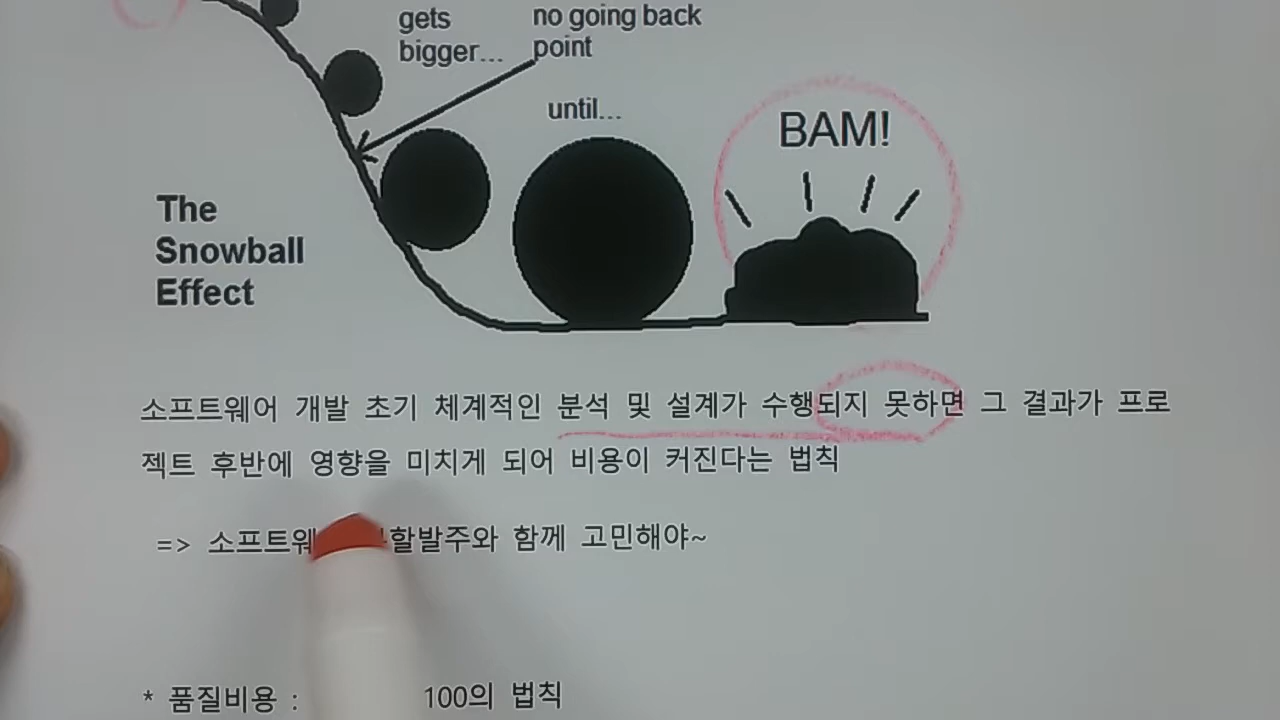 gets
bigger...
no going back
point
until...
BAM!
The
Snowball
Effect
소프트웨어 개발 초기 체계적인 분석 및 설계가 수행되지 못하면 그 결과가 프로
젝트 후반에 영향을 미치게 되어 비용이 커진다는 법칙
=> 소프트웨 할발주와 함께 고민해야~
* 품질비용 : 100의 법칙